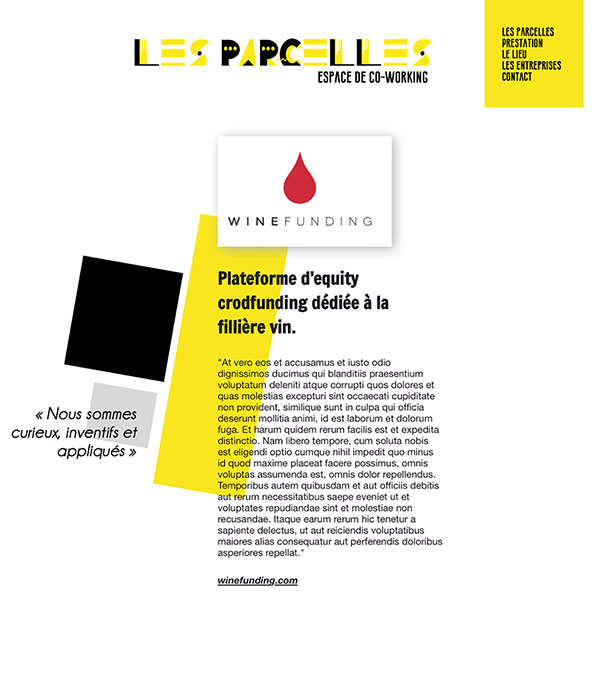 LES PARCELLES
ESPACE DE CO-WORKING
LES PARCELLES
PRESTATION
LE LIEU
LES ENTREPRISES
CONTACT
WINEFUNDING
Plateforme d'equity
crodfunding dédiée à la
fillière vin.
"At vero eos et accusamus et iusto odio
dignissimos ducimus qui blanditiis praesentium
voluptatum deleniti atque corrupti quos dolores et
quas molestias excepturi sint occaecati cupiditate
non provident, similique sunt in culpa qui officia
deserunt mollitia animi, id est laborum et dolorum
fuga. Et harum quidem rerum facilis est et expedita
distinctio. Nam libero tempore, cum soluta nobis
est eligendi optio cumque nihil impedit quo minus
id quod maxime placeat facere possimus, omnis
voluptas assumenda est, omnis dolor repellendus.
Temporibus autem quibusdam et aut officiis debitis
aut rerum necessitatibus saepe eveniet ut et
voluptates repudiandae sint et molestiae non
recusandae. Itaque earum rerum hic tenetur a
sapiente delectus, ut aut reiciendis voluptatibus
maiores alias consequatur aut perferendis doloribus
asperiores repellat."
winefunding.com
« Nous sommes
curieux, inventifs et
appliqués »